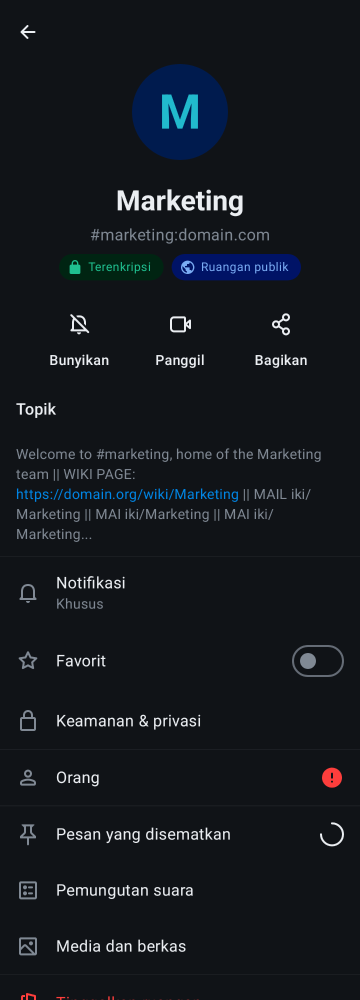 M
Marketing
#marketing:domain.com
Terenkripsi Ruangan publik
Bunyikan Panggil Bagikan
Topik
Welcome to #marketing, home of the Marketing
team || WIKI PAGE:
https://domain.org/wiki/Marketing || MAIL iki/
Marketing || MAI iki/Marketing || MAI iki/
Marketing...
Notifikasi
Khusus
Favorit
Keamanan & privasi
Orang
Pesan yang disematkan
Pemungutan suara
Media dan berkas